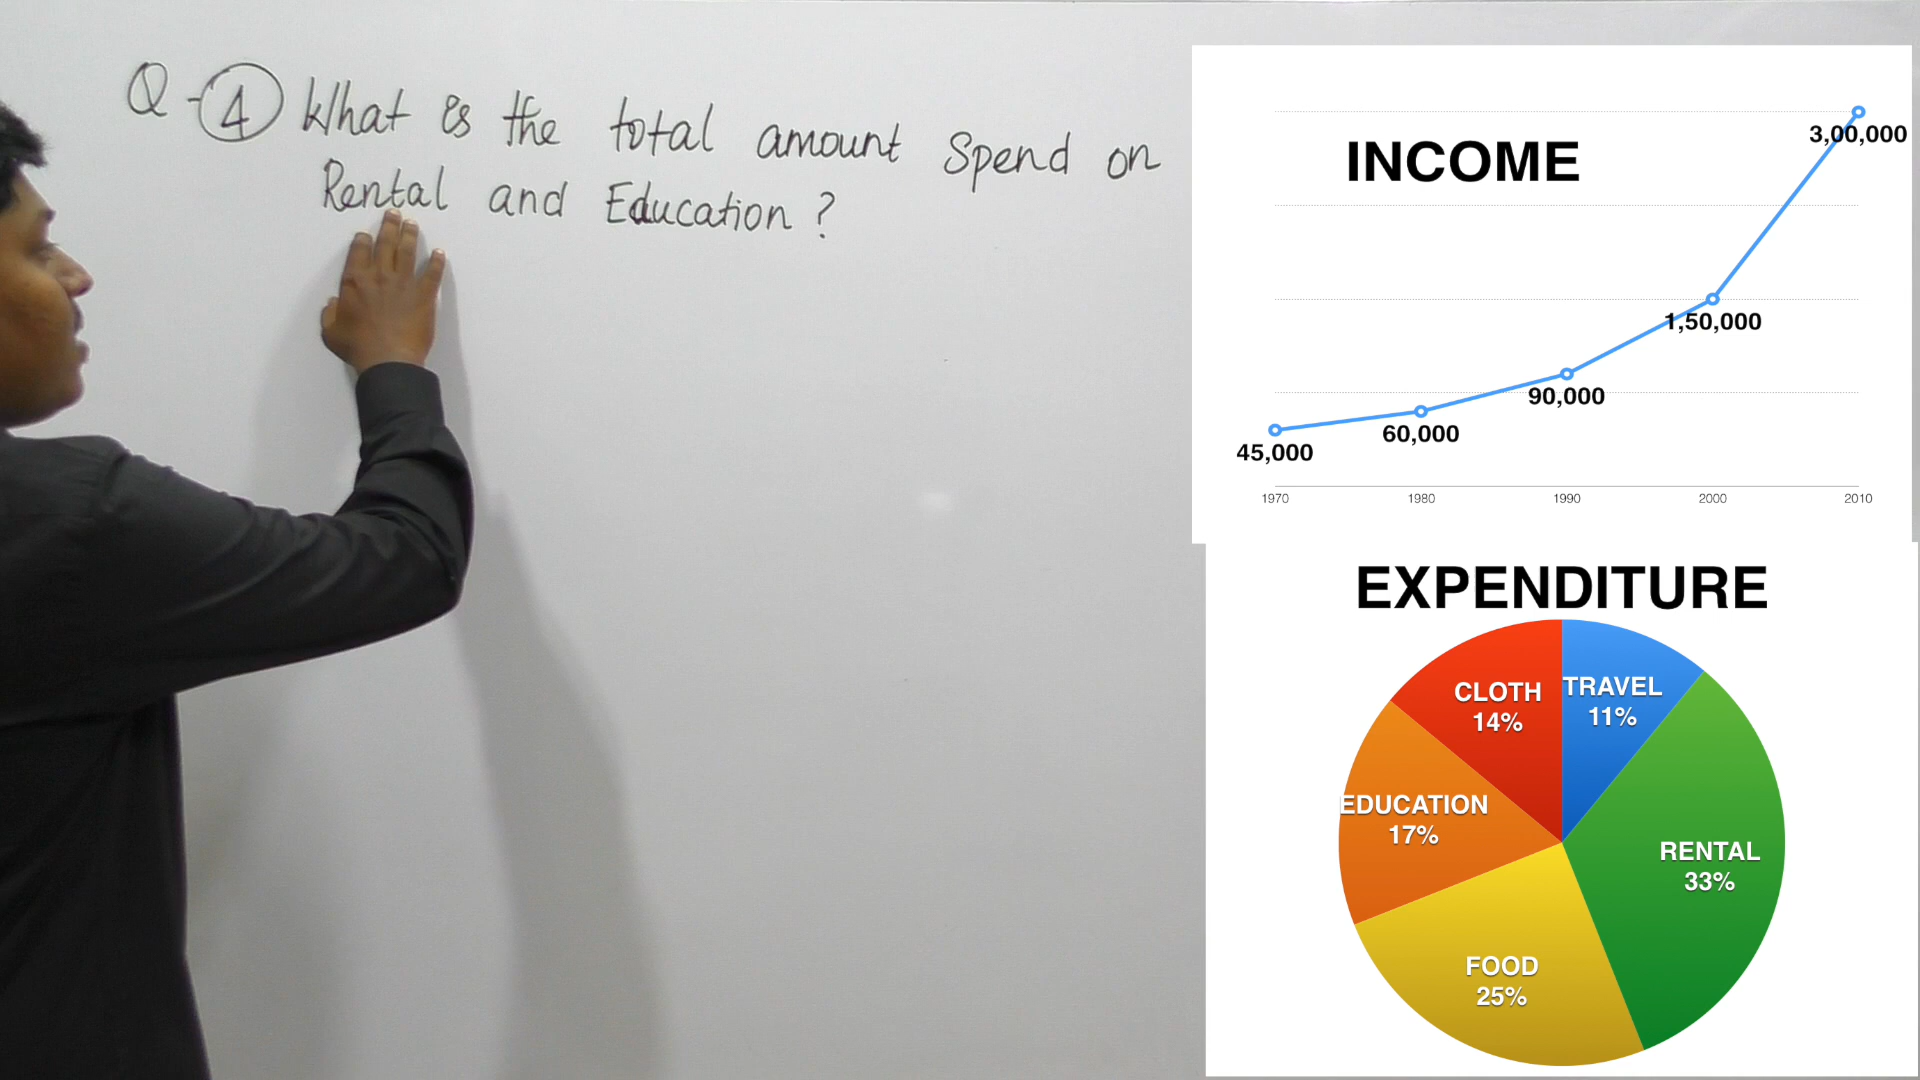 Q - 4 What is the total amount Spend on
Rental and Education ?
INCOME
3,00,000
1,50,000
90,000
60,000
45,000
1970 1980 1990 2000 2010
EXPENDITURE
CLOTH
14%
TRAVEL
11%
EDUCATION
17%
RENTAL
33%
FOOD
25%